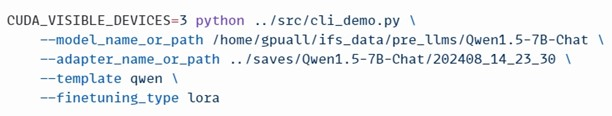 CUDA_VISIBLE_DEVICES=3 python ../src/cli_demo.py \
--model_name_or_path /home/gpuall/ifs_data/pre_llms/Qwen1.5-7B-Chat \
--adapter_name_or_path ../saves/Qwen1.5-7B-Chat/202408_14_23_30 \
--template qwen \
--finetuning_type lora